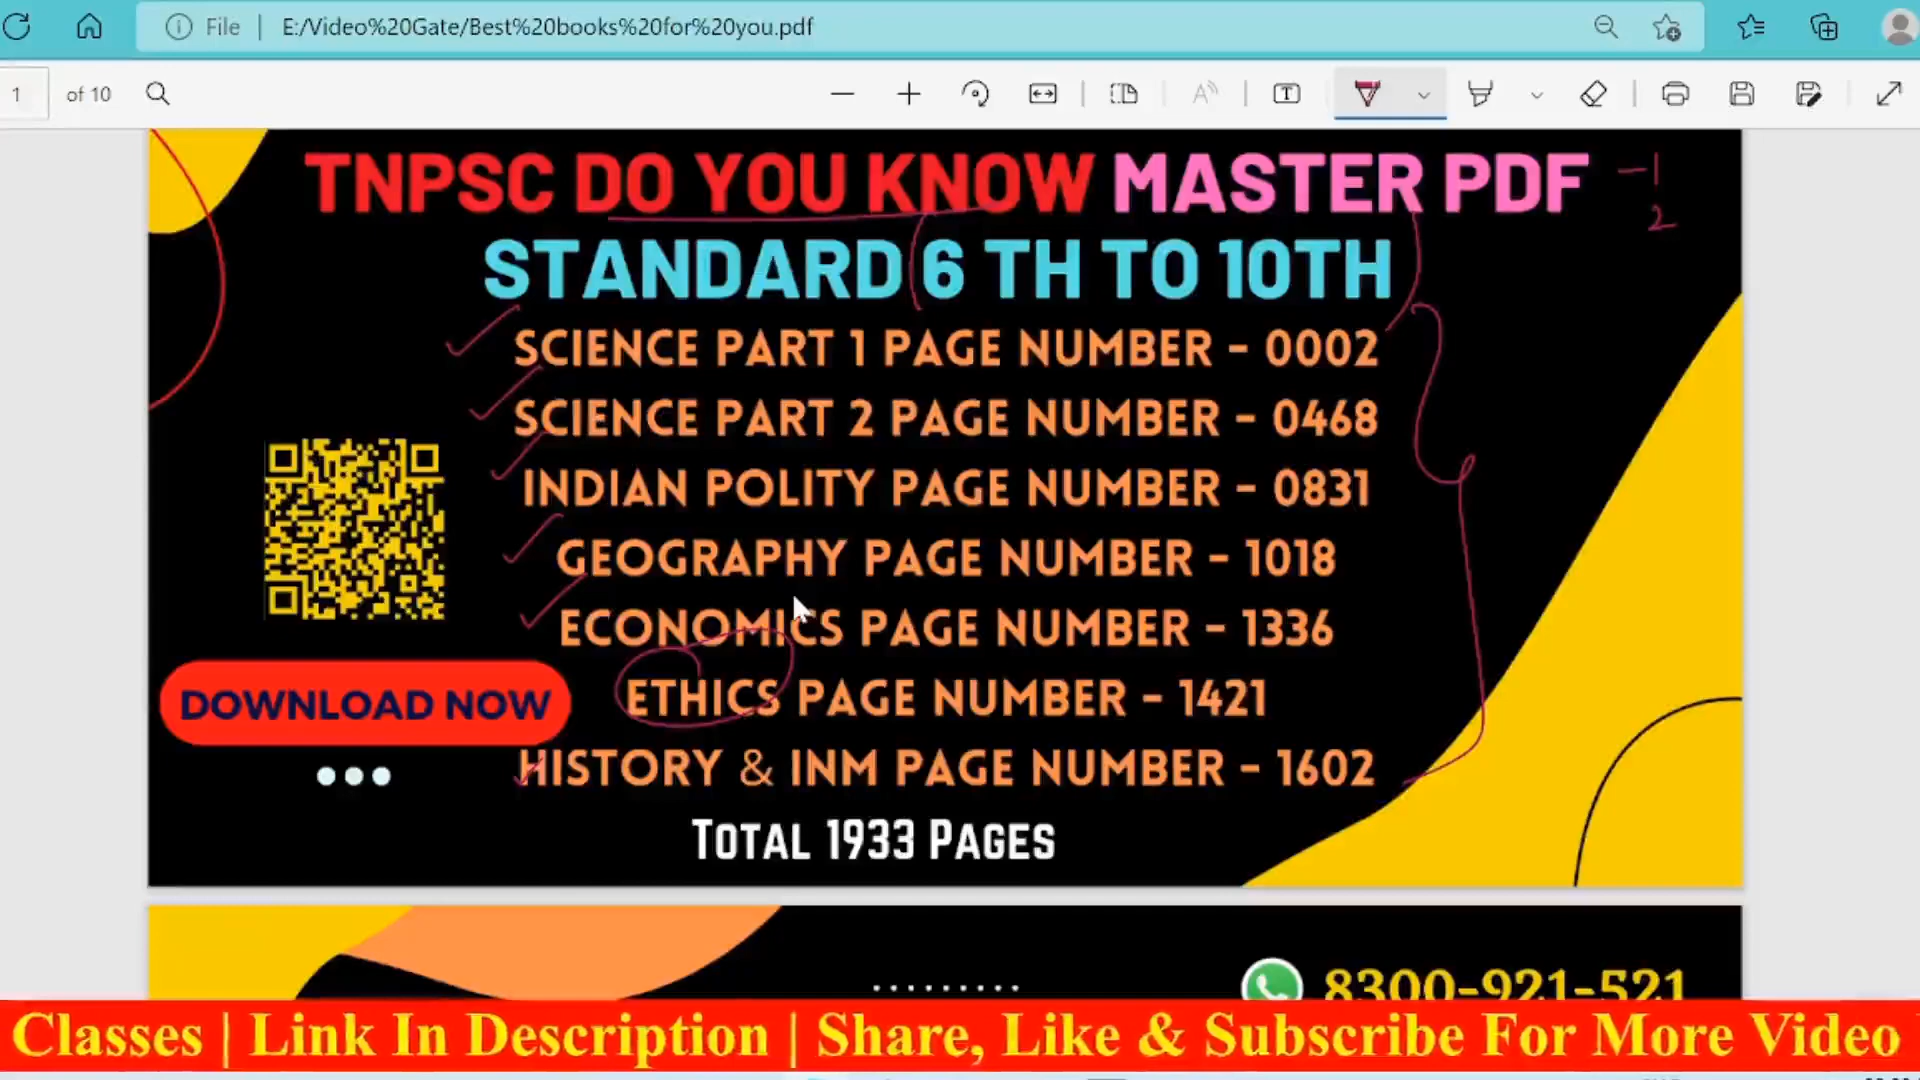 File | E:/Video%20Gate/Best%20books%20for%20you.pdf
1 of 10
TNPSC DO YOU KNOW MASTER PDF -1
2
STANDARD 6 TH TO 10TH
SCIENCE PART 1 PAGE NUMBER - 0002
SCIENCE PART 2 PAGE NUMBER - 0468
INDIAN POLITY PAGE NUMBER - 0831
GEOGRAPHY PAGE NUMBER - 1018
ECONOMICS PAGE NUMBER - 1336
ETHICS PAGE NUMBER - 1421
DOWNLOAD NOW
HISTORY & INM PAGE NUMBER - 1602
TOTAL 1933 PAGES
8300-921-521
Classes | Link In Description | Share, Like & Subscribe For More Video